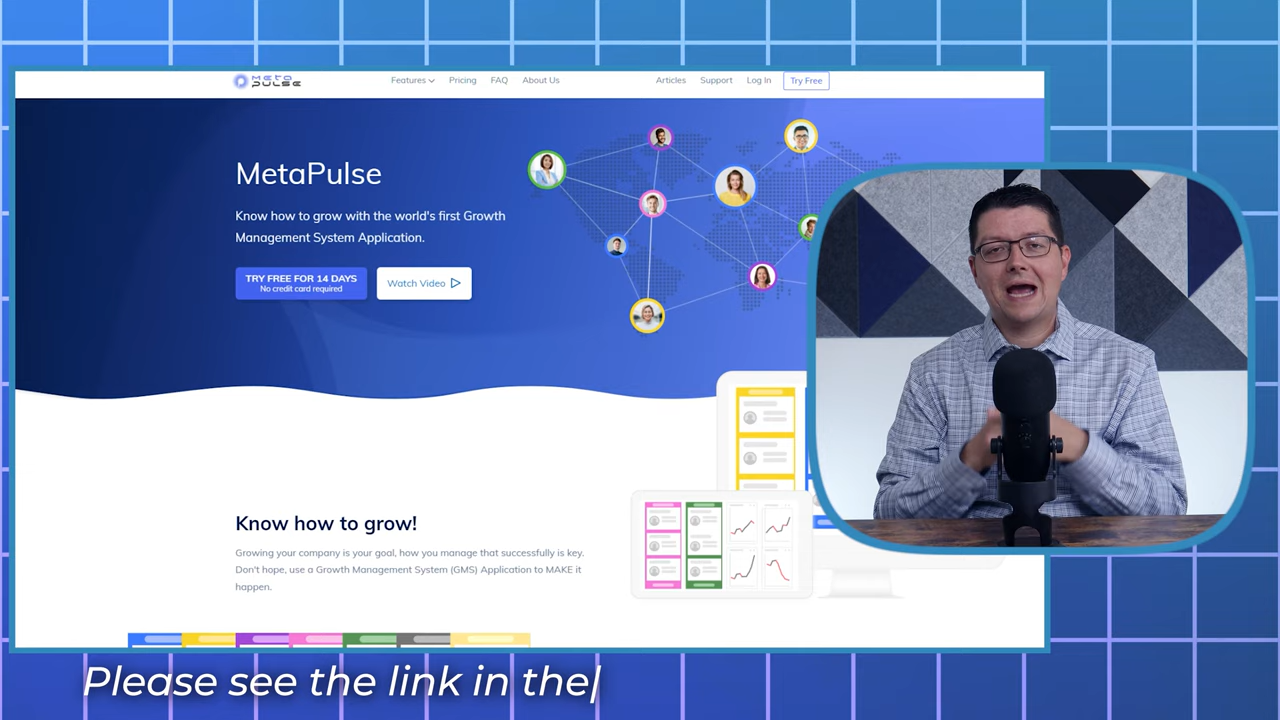 META
PULSE
Features
Pricing
FAQ
About Us
Articles
Support
Log In
Try Free
MetaPulse
Know how to grow with the world's first Growth
Management System Application.
TRY FREE FOR 14 DAYS
No credit card required
Watch Video
Know how to grow!
Growing your company is your goal, how you manage that successfully is key.
Don't hope, use a Growth Management System (GMS) Application to MAKE it
happen.
Please see the link in the